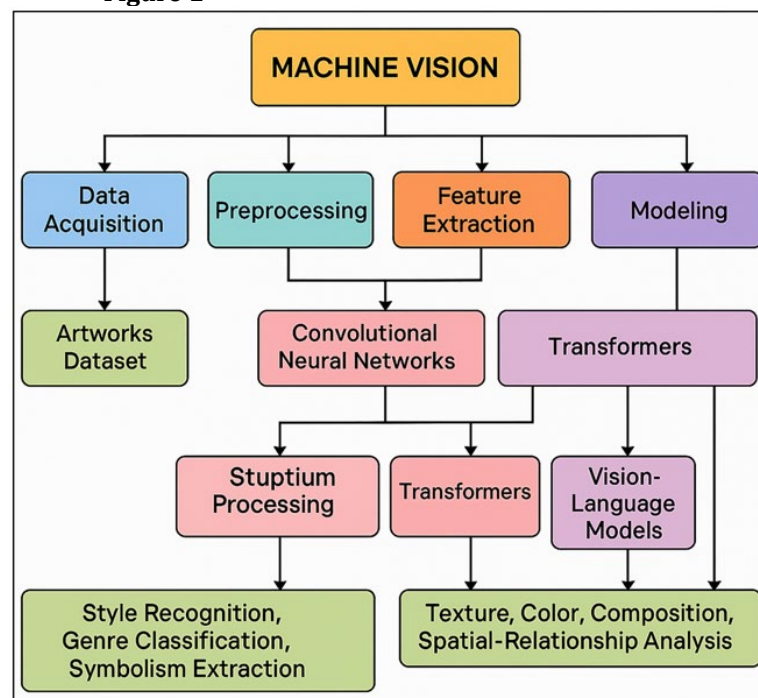 MACHINE VISION
Data
Acquisition
Preprocessing
Feature
Extraction
Modeling
Artworks
Dataset
Convolutional
Neural Networks
Transformers
Stuptium
Processing
Transformers
Vision-
Language
Models
Style Recognition,
Genre Classification,
Symbolism Extraction
Texture, Color, Composition,
Spatial-Relationship Analysis